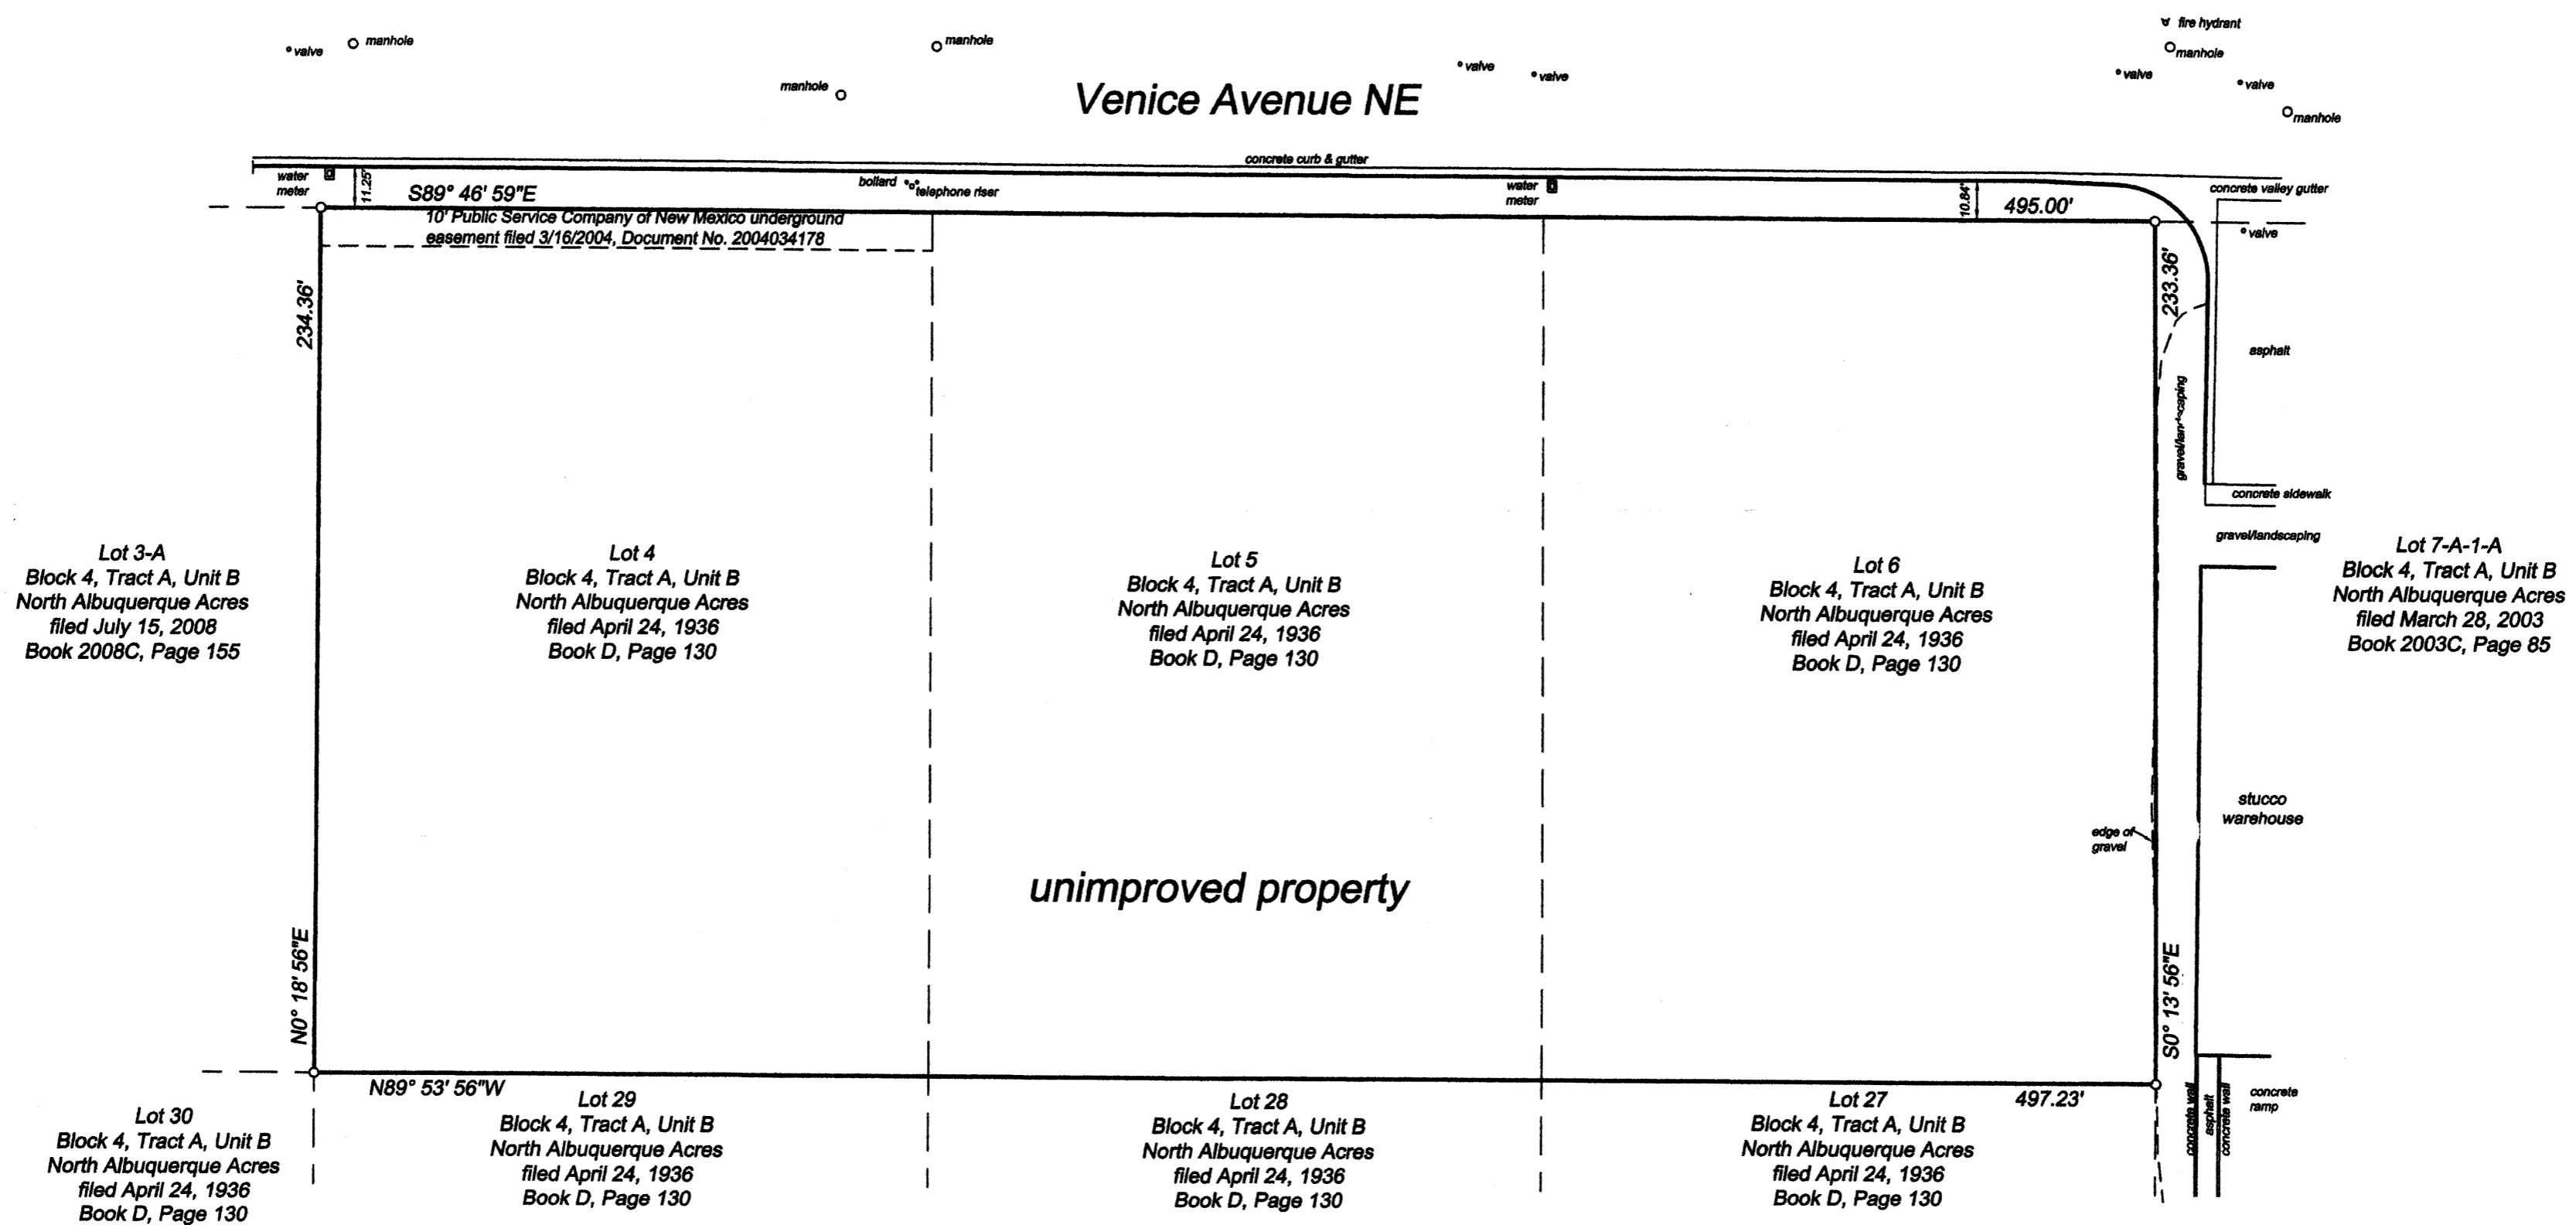 fire hydrant
valve
manhole
manhole
manhole
valve
valve
manhole
valve
valve
manhole
Venice Avenue NE
concrete curb & gutter
water
meter
11.25'
S89° 46' 59"E
bollard
telephone riser
water
meter
10.84'
495.00'
concrete valley gutter
valve
10' Public Service Company of New Mexico underground
easement filed 3/16/2004, Document No. 2004034178
234.36'
233.36'
asphalt
concrete sidewalk
gravel/landscaping
Lot 3-A
Block 4, Tract A, Unit B
North Albuquerque Acres
filed July 15, 2008
Book 2008C, Page 155
Lot 4
Block 4, Tract A, Unit B
North Albuquerque Acres
filed April 24, 1936
Book D, Page 130
Lot 5
Block 4, Tract A, Unit B
North Albuquerque Acres
filed April 24, 1936
Book D, Page 130
Lot 6
Block 4, Tract A, Unit B
North Albuquerque Acres
filed April 24, 1936
Book D, Page 130
Lot 7-A-1-A
Block 4, Tract A, Unit B
North Albuquerque Acres
filed March 28, 2003
Book 2003C, Page 85
stucco
warehouse
edge of
gravel
unimproved property
N0° 18' 56"E
S0° 13' 56"E
N89° 53' 56"W
497.23'
Lot 30
Block 4, Tract A, Unit B
North Albuquerque Acres
filed April 24, 1936
Book D, Page 130
Lot 29
Block 4, Tract A, Unit B
North Albuquerque Acres
filed April 24, 1936
Book D, Page 130
Lot 28
Block 4, Tract A, Unit B
North Albuquerque Acres
filed April 24, 1936
Book D, Page 130
Lot 27
Block 4, Tract A, Unit B
North Albuquerque Acres
filed April 24, 1936
Book D, Page 130
concrete wall
asphalt
concrete wall
concrete
ramp